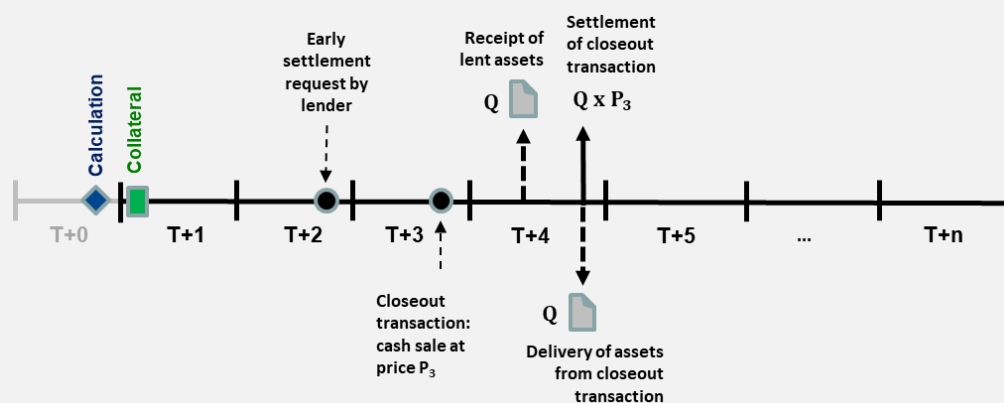 Early
settlement
request by
lender
Receipt of
lent assets
Q
Settlement
of closeout
transaction
Q x P₃
Calculation
Collateral
T+0
T+1
T+2
T+3
T+4
T+5
...
T+n
Closeout
transaction:
cash sale at
price P₃
Q
Delivery of assets
from closeout
transaction